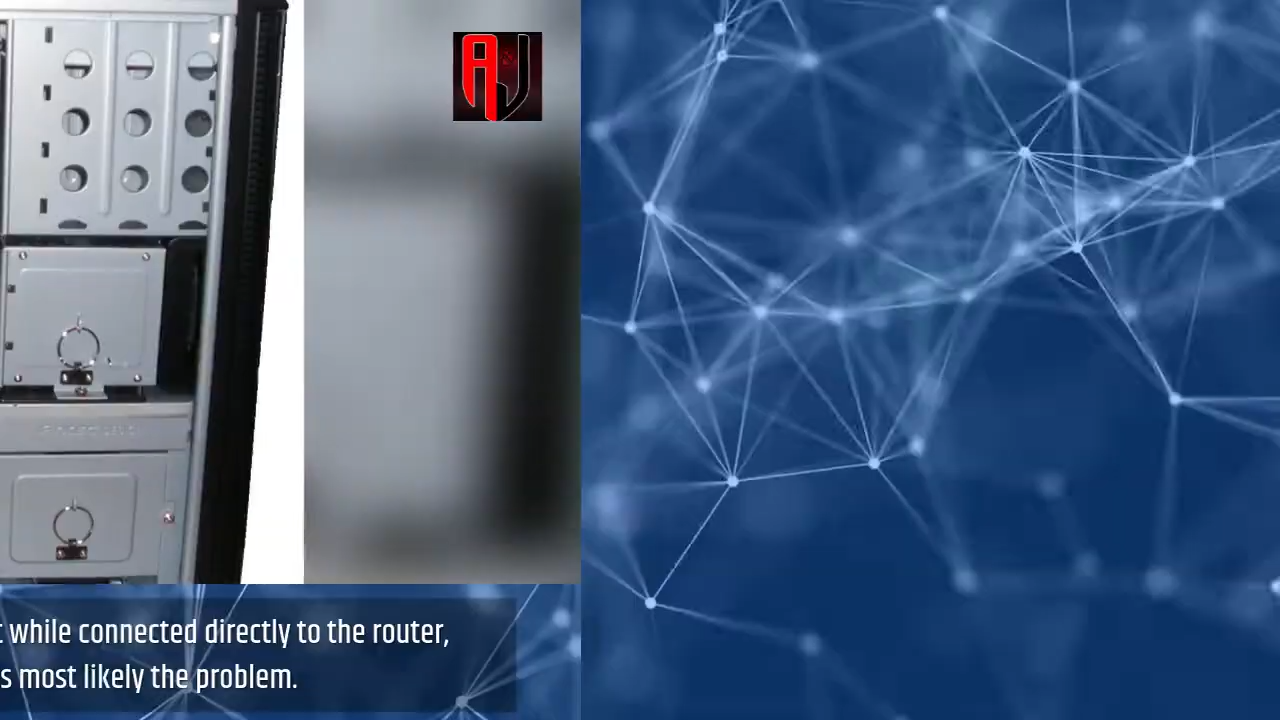 A&J
t while connected directly to the router,
s most likely the problem.